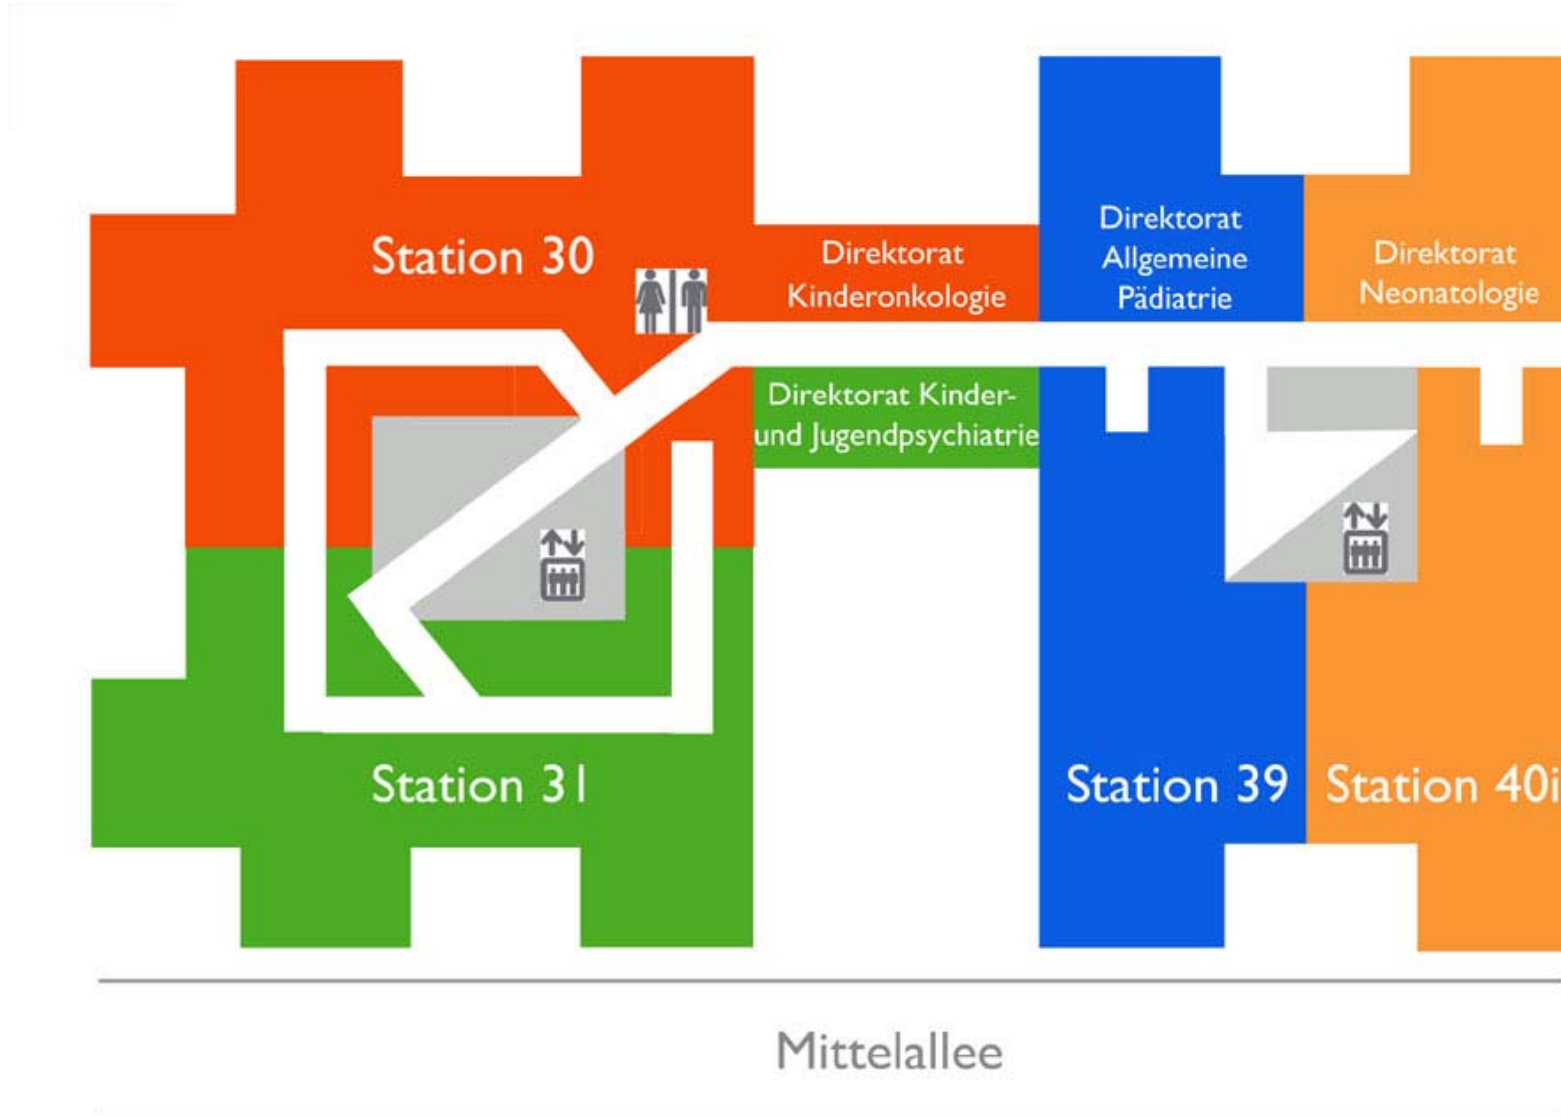 Station 30
Direktorat
Kinderonkologie
Direktorat
Allgemeine
Pädiatrie
Direktorat
Neonatologie
Direktorat Kinder-
und Jugendpsychiatrie
Station 31
Station 39
Station 40i
Mittelallee